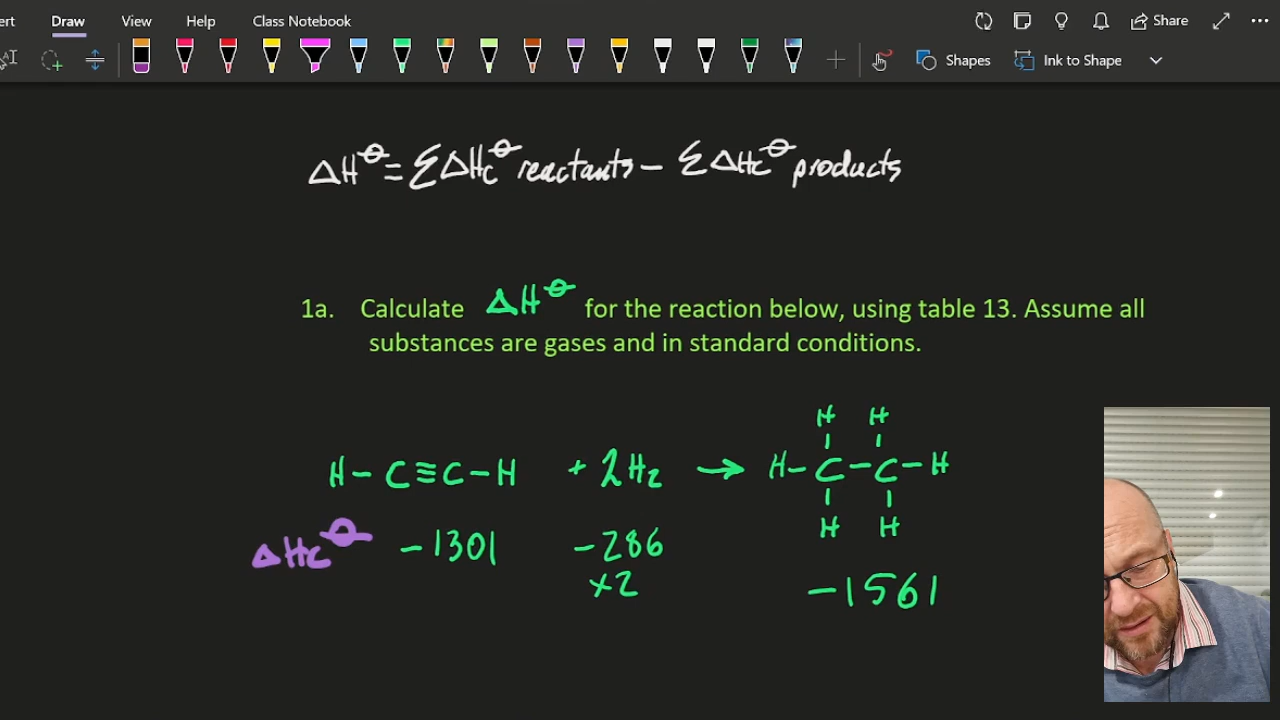 ert Draw View Help Class Notebook Share
Shapes Ink to Shape
ΔH⦵ = ΣΔHc⦵ reactants – ΣΔHc⦵ products
1a. Calculate ΔH⦵ for the reaction below, using table 13. Assume all
substances are gases and in standard conditions.
H H
H – C ≡ C – H + 2H₂ → H – C – C – H
H H
ΔHc⦵ –1301 –286
×2 –1561